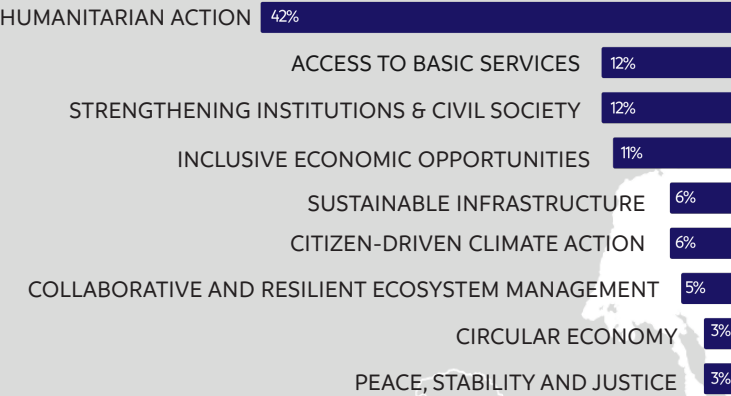 HUMANITARIAN ACTION 42%
ACCESS TO BASIC SERVICES 12%
STRENGTHENING INSTITUTIONS & CIVIL SOCIETY 12%
INCLUSIVE ECONOMIC OPPORTUNITIES 11%
SUSTAINABLE INFRASTRUCTURE 6%
CITIZEN-DRIVEN CLIMATE ACTION 6%
COLLABORATIVE AND RESILIENT ECOSYSTEM MANAGEMENT 5%
CIRCULAR ECONOMY 3%
PEACE, STABILITY AND JUSTICE 3%